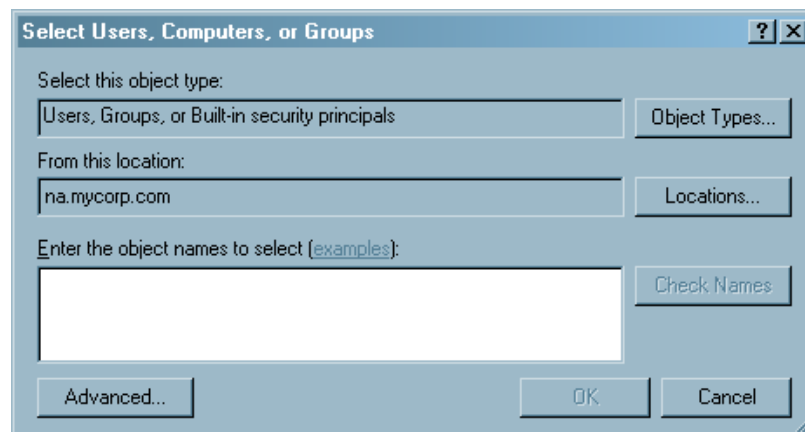 Select Users, Computers, or Groups
Select this object type:
Users, Groups, or Built-in security principals
Object Types...
From this location:
na.mycorp.com
Locations...
Enter the object names to select (examples):
Check Names
Advanced...
OK
Cancel